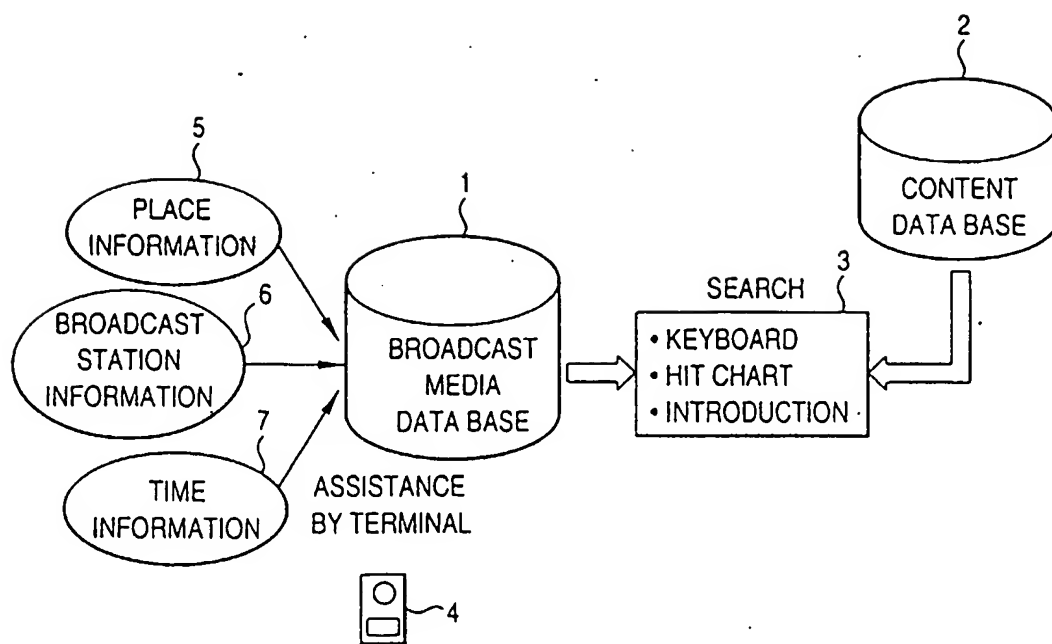 2
5
PLACE
INFORMATION
1
CONTENT
DATA BASE
6
BROADCAST
STATION
INFORMATION
BROADCAST
MEDIA
DATA BASE
SEARCH
3
• KEYBOARD
• HIT CHART
• INTRODUCTION
7
TIME
INFORMATION
ASSISTANCE
BY TERMINAL
4